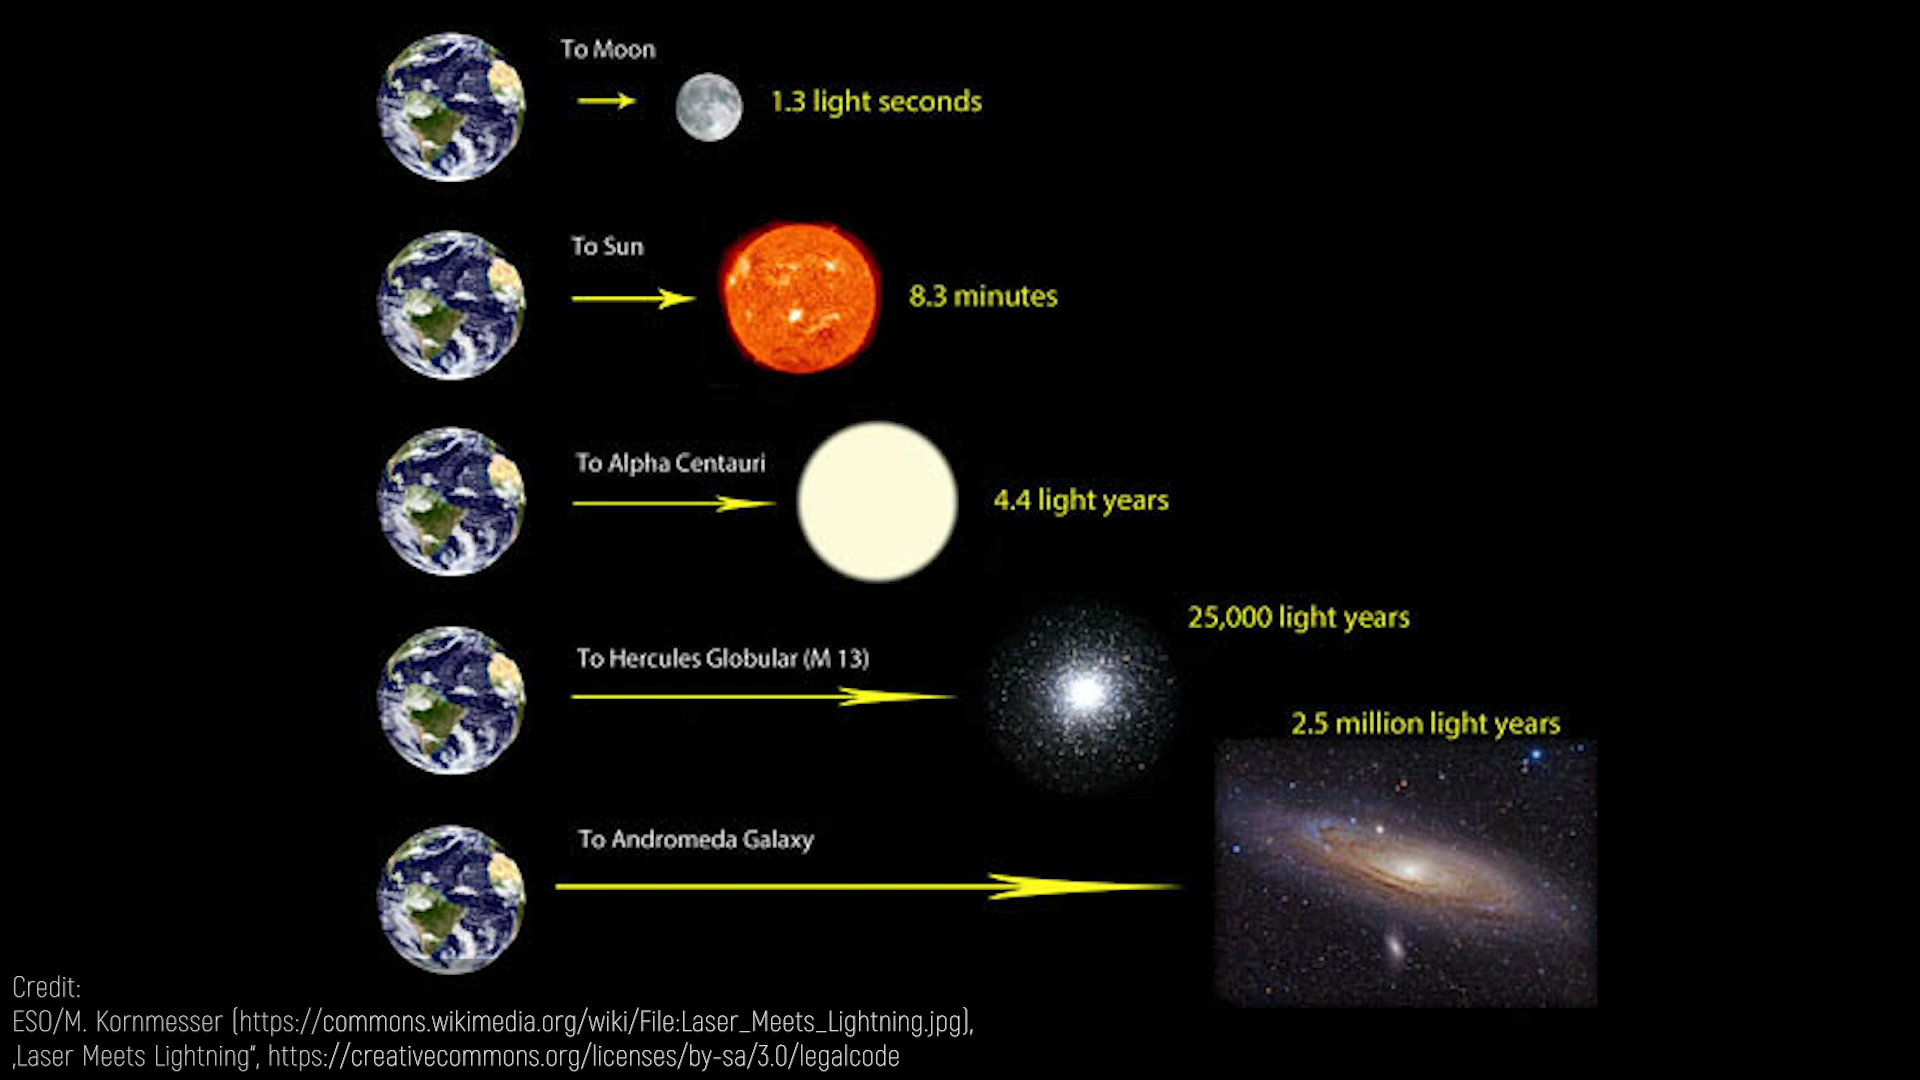 To Moon
1.3 light seconds
To Sun
8.3 minutes
To Alpha Centauri
4.4 light years
25,000 light years
To Hercules Globular (M 13)
2.5 million light years
To Andromeda Galaxy
Credit:
ESO/M. Kornmesser (https://commons.wikimedia.org/wiki/File:Laser_Meets_Lightning.jpg),
‚Laser Meets Lightning“, https://creativecommons.org/licenses/by-sa/3.0/legalcode